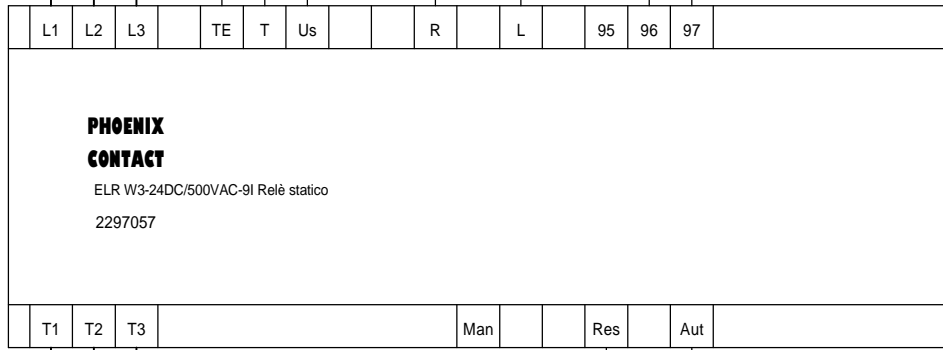 L1 L2 L3 TE T Us R L 95 96 97
PHOENIX
CONTACT
ELR W3-24DC/500VAC-9I Relè statico
2297057
T1 T2 T3 Man Res Aut